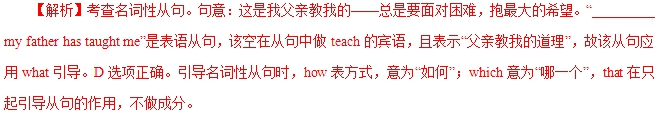 【解析】考查名词性从句。句意：这是我父亲教我的——总是要面对困难，抱最大的希望。“_________
my father has taught me”是表语从句，该空在从句中做 teach 的宾语，且表示“父亲教我的道理”，故该从句应
用 what 引导。D 选项正确。引导名词性从句时，how 表方式，意为“如何”；which 意为“哪一个”，that 在只
起引导从句的作用，不做成分。